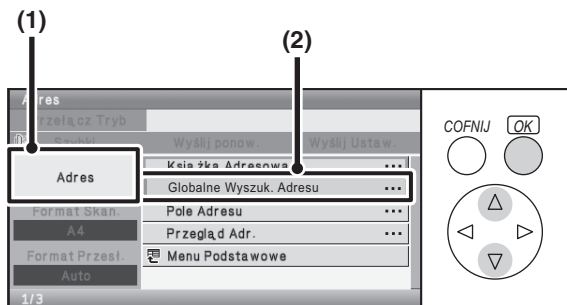 (1)
(2)
Adres
Przełącz Tryb
Szybki
Wyślij ponow.
Wyślij Ustaw.
Adres
Książka Adresowa ...
Globalne Wyszuk. Adresu ...
Format Skan.
Pole Adresu ...
A4
Przegląd Adr. ...
Format Przesł.
Menu Podstawowe
Auto
1/3
COFNIJ
OK